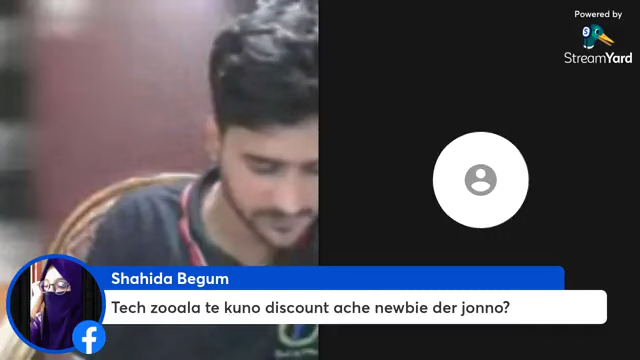 Powered by
StreamYard
Shahida Begum
Tech zooala te kuno discount ache newbie der jonno?